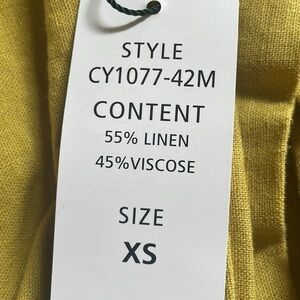 STYLE
CY1077-42M
CONTENT
55% LINEN
45%VISCOSE
SIZE
XS